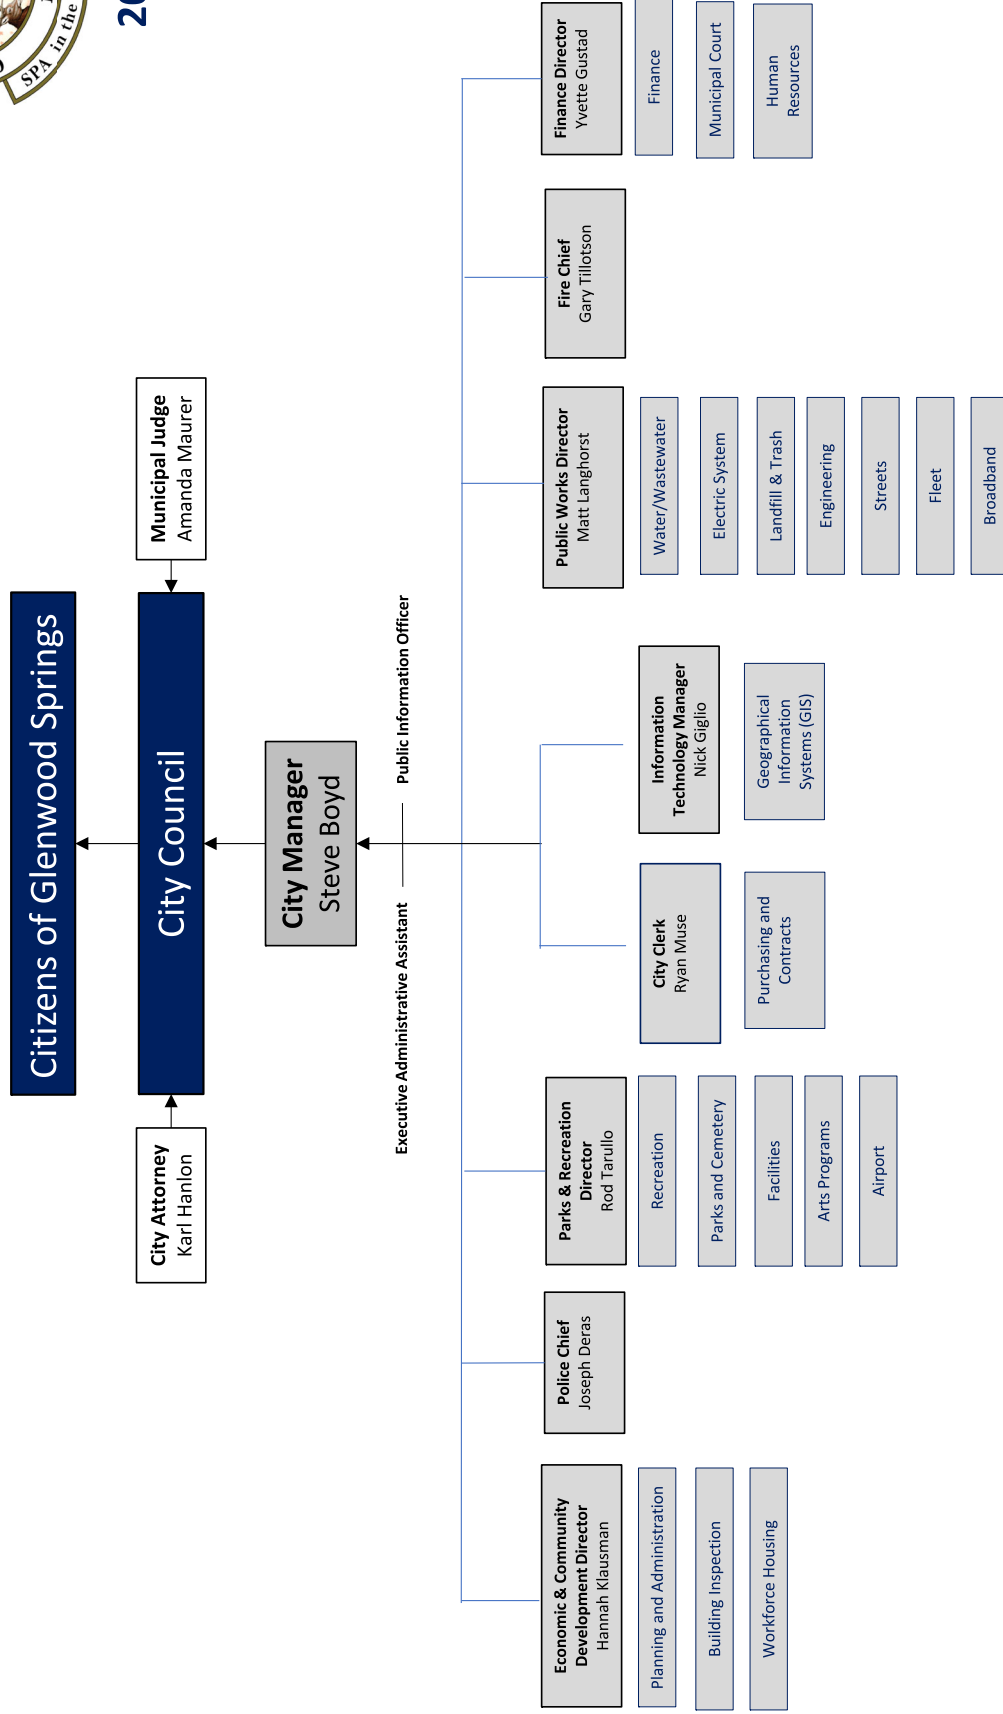 SPA in the
20
Citizens of Glenwood Springs
City Attorney
Karl Hanlon
City Council
Municipal Judge
Amanda Maurer
City Manager
Steve Boyd
Executive Administrative Assistant
Public Information Officer
Economic & Community
Development Director
Hannah Klausman
Planning and Administration
Building Inspection
Workforce Housing
Police Chief
Joseph Deras
Parks & Recreation
Director
Rod Tarullo
Recreation
Parks and Cemetery
Facilities
Arts Programs
Airport
City Clerk
Ryan Muse
Purchasing and
Contracts
Information
Technology Manager
Nick Giglio
Geographical
Information
Systems (GIS)
Public Works Director
Matt Langhorst
Water/Wastewater
Electric System
Landfill & Trash
Engineering
Streets
Fleet
Broadband
Fire Chief
Gary Tillotson
Finance Director
Yvette Gustad
Finance
Municipal Court
Human
Resources